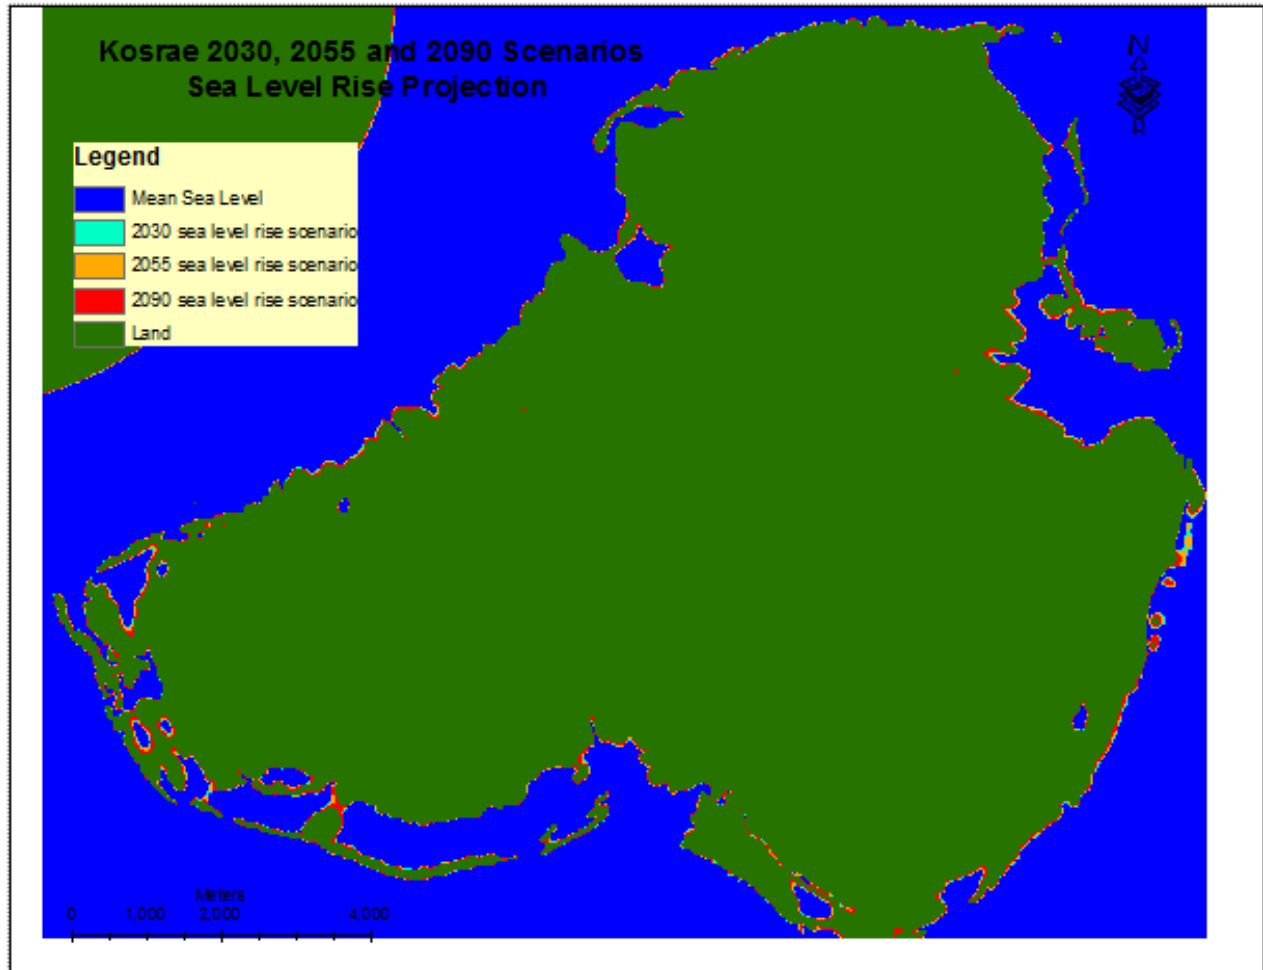 Kosrae 2030, 2055 and 2090 Scenarios
Sea Level Rise Projection
N
Legend
Mean Sea Level
2030 sea level rise scenario
2055 sea level rise scenario
2090 sea level rise scenario
Land
Meters
0 1,000 2,000 4,000